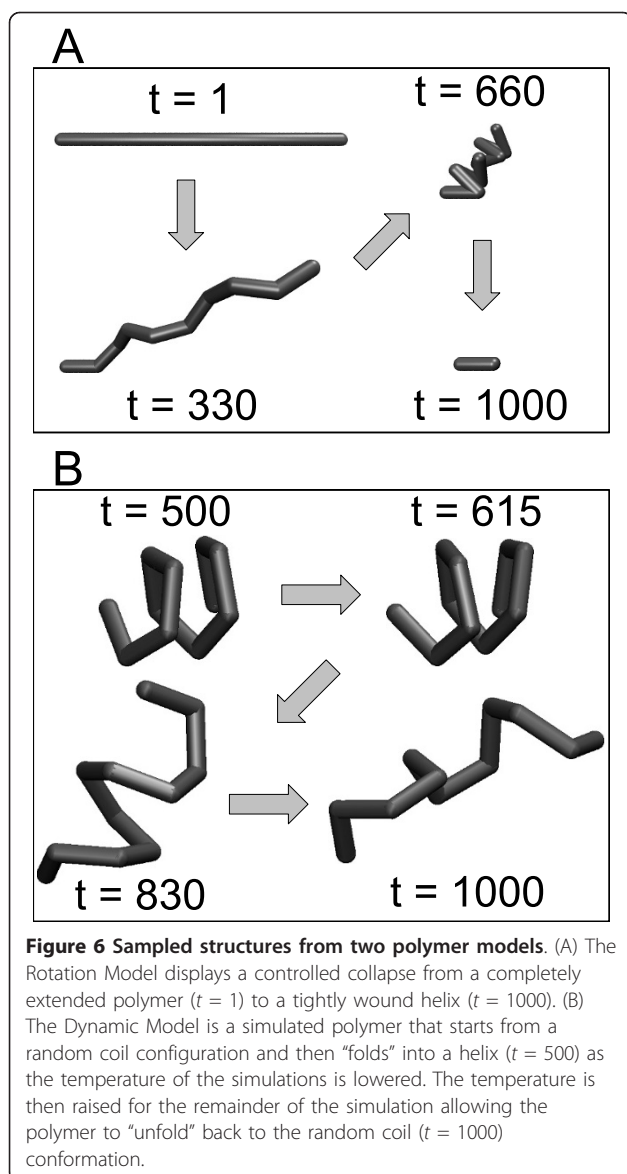 A
t = 1
t = 660
t = 330
t = 1000
B
t = 500
t = 615
t = 830
t = 1000
Figure 6 Sampled structures from two polymer models. (A) The
Rotation Model displays a controlled collapse from a completely
extended polymer (t = 1) to a tightly wound helix (t = 1000). (B)
The Dynamic Model is a simulated polymer that starts from a
random coil configuration and then “folds” into a helix (t = 500) as
the temperature of the simulations is lowered. The temperature is
then raised for the remainder of the simulation allowing the
polymer to “unfold” back to the random coil (t = 1000)
conformation.